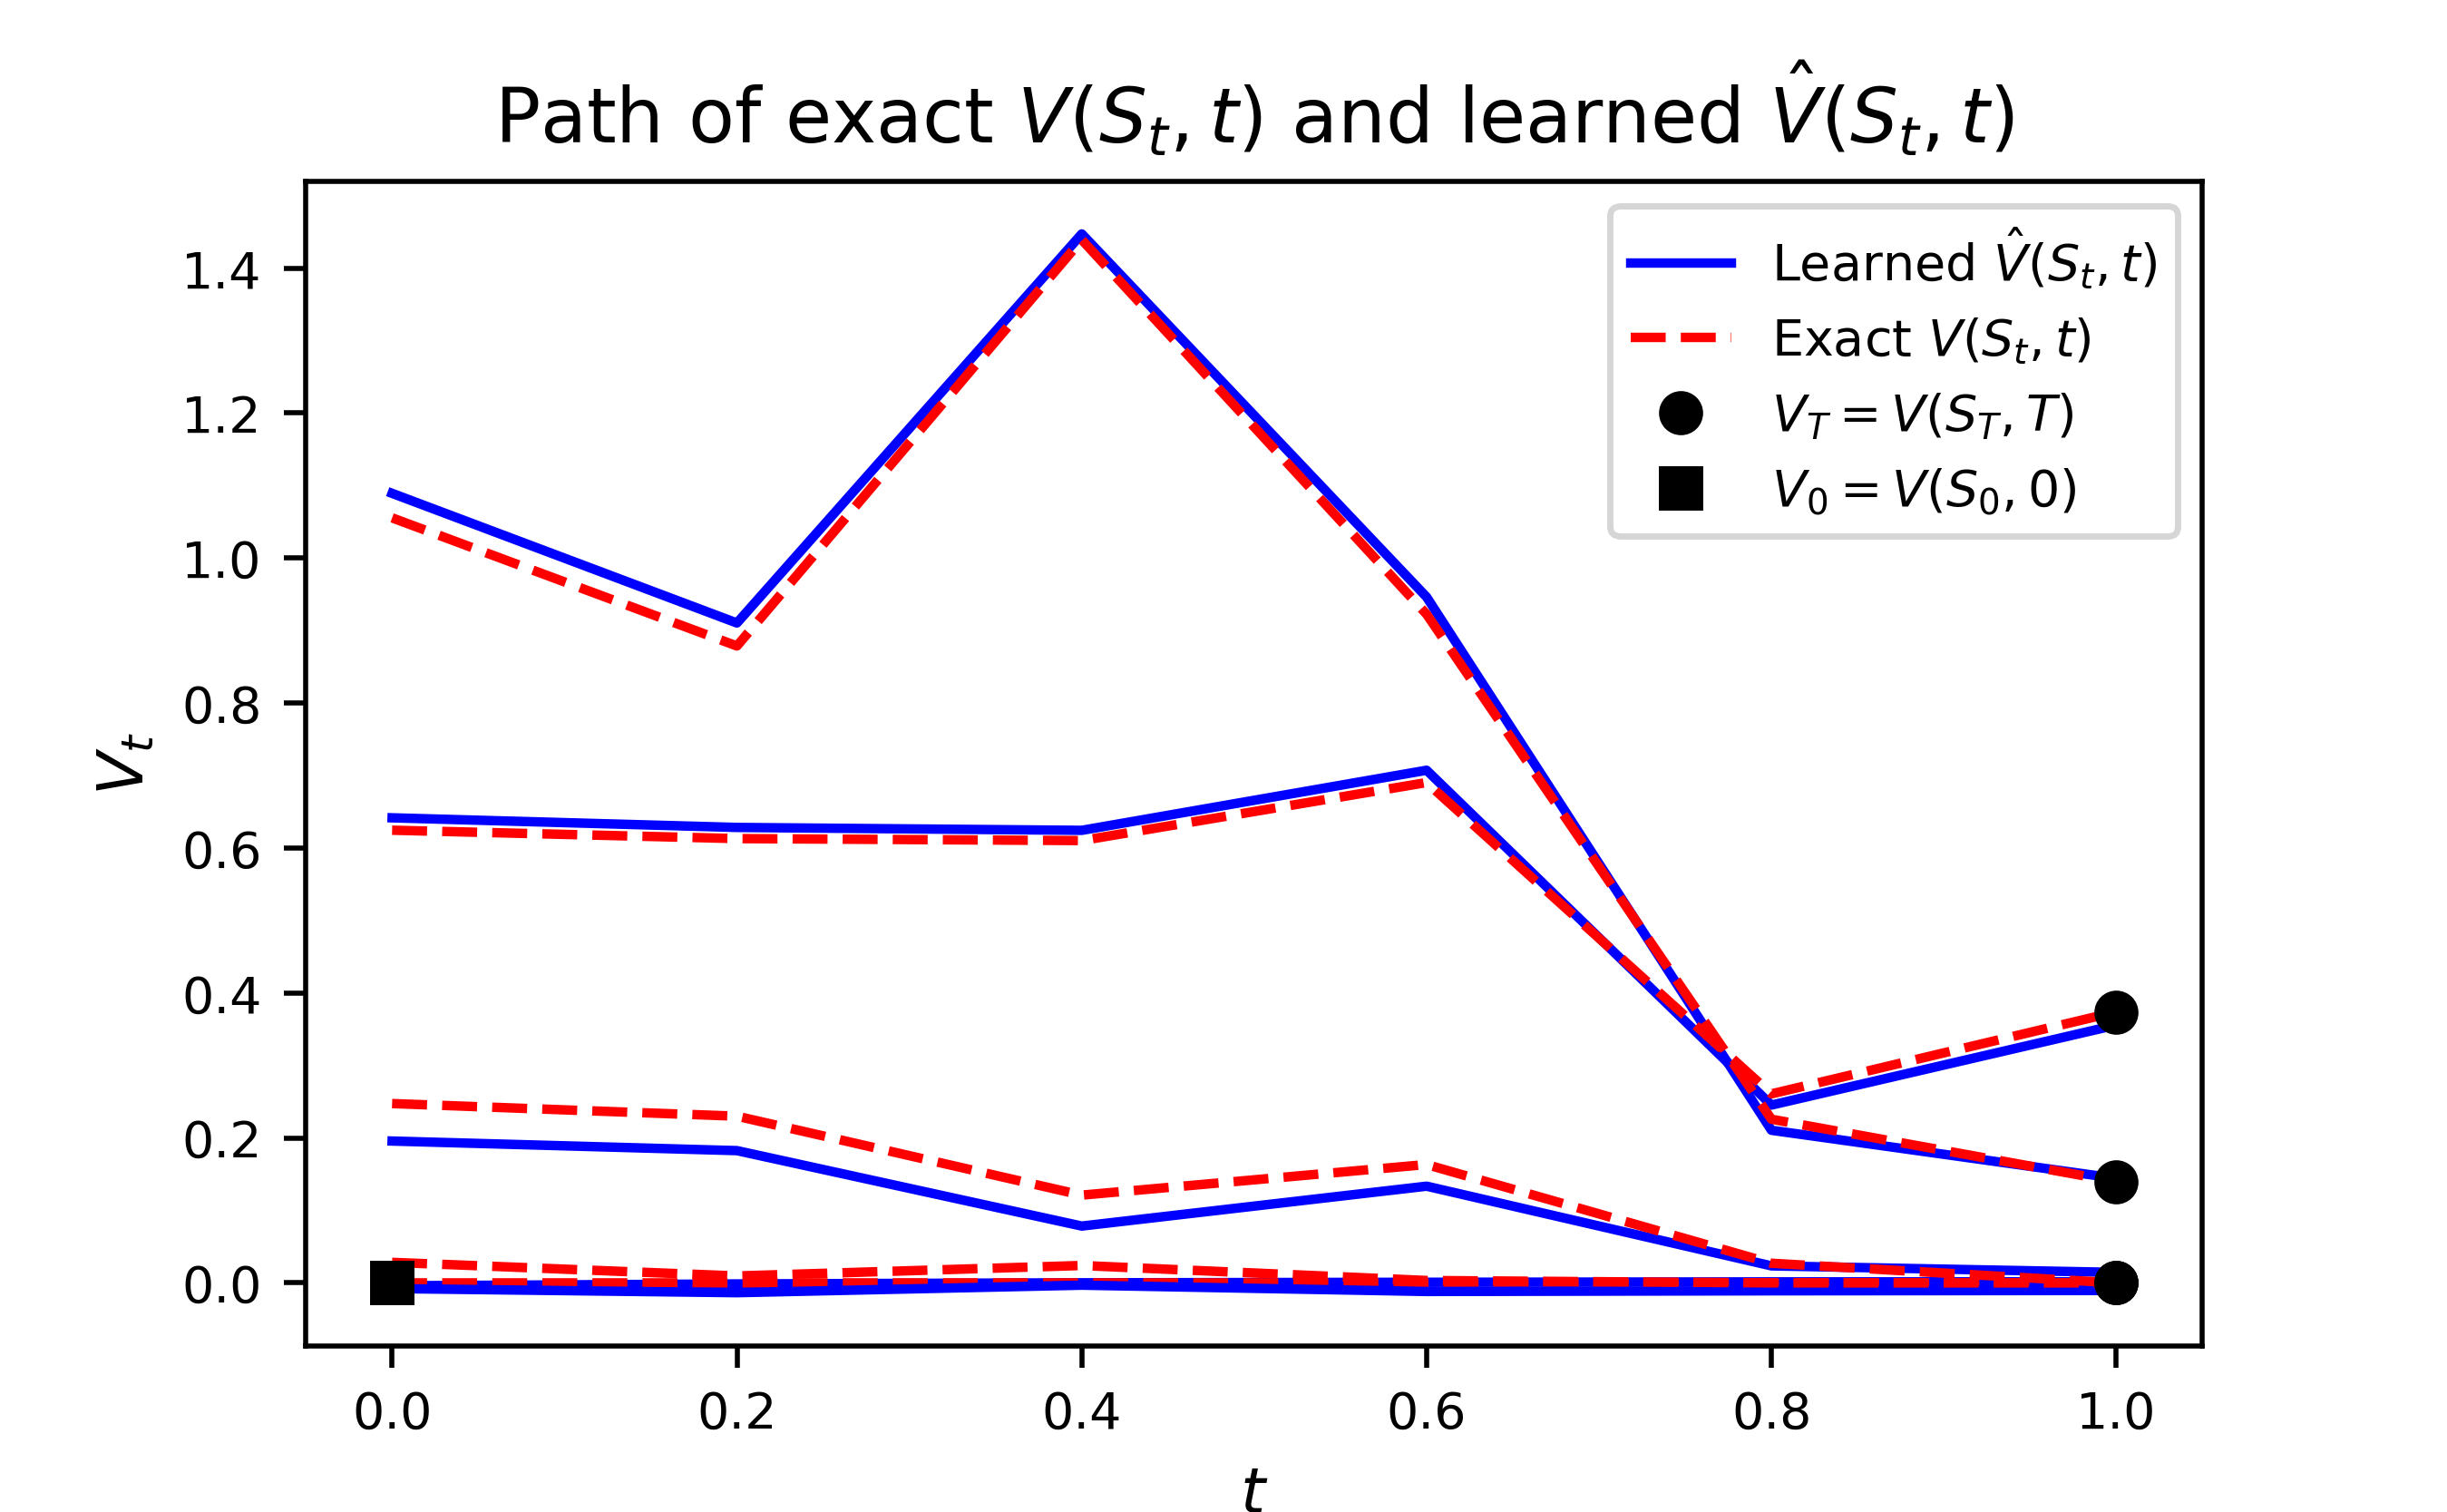 Path of exact V(S_t, t) and learned V̂(S_t, t)
Learned V̂(S_t, t)
Exact V(S_t, t)
V_T = V(S_T, T)
V_0 = V(S_0, 0)
1.4
1.2
1.0
0.8
0.6
0.4
0.2
0.0
V_t
0.0 0.2 0.4 0.6 0.8 1.0
t